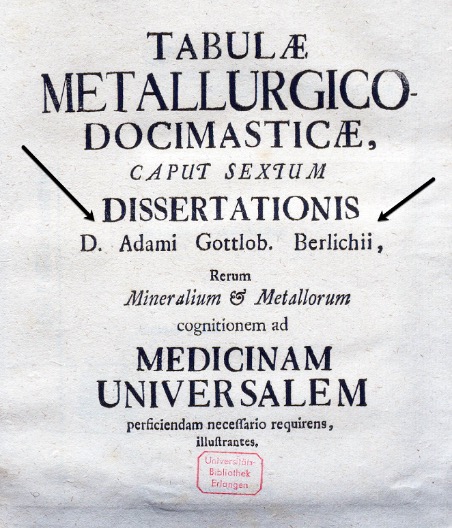 TABULÆ
METALLURGICO-
DOCIMASTICÆ,
CAPUT SEXTUM
DISSERTATIONIS
D. Adami Gottlob. Berlichii,
Rerum
Mineralium & Metallorum
cognitionem ad
MEDICINAM
UNIVERSALEM
perficiendam neceſſario requirens,
illuſtrantes.
Universitäts-
Bibliothek
Erlangen